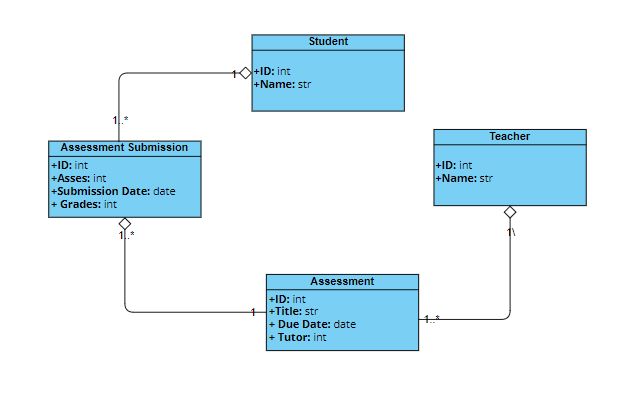 Student
+ID: int
+Name: str
1
1..*
Assessment Submission
+ID: int
+Asses: int
+Submission Date: date
+ Grades: int
1..*
Teacher
+ID: int
+Name: str
1\
Assessment
+ID: int
+Title: str
+ Due Date: date
+ Tutor: int
1
1..*